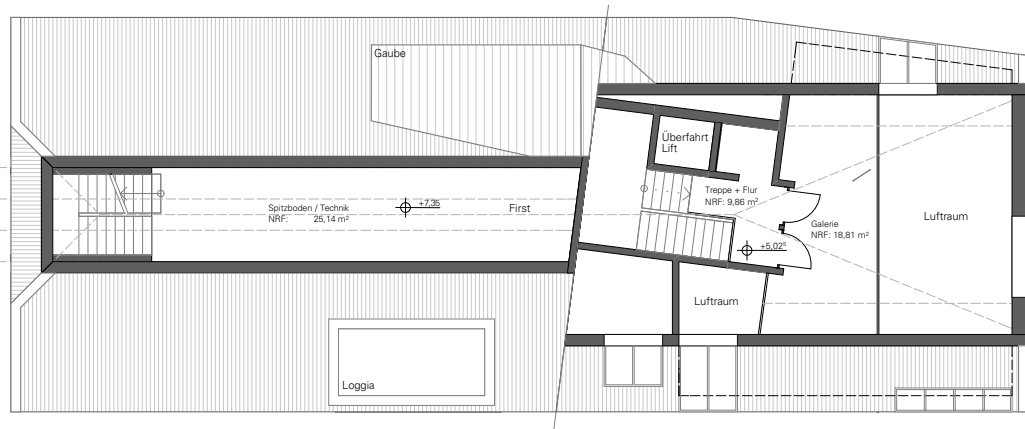 Gaube
Überfahrt
Lift
Treppe + Flur
NRF: 9,86 m²
Spitzboden / Technik
NRF: 25,14 m²
+7,35
First
Galerie
NRF: 18,81 m²
Luftraum
+5,02⁵
Luftraum
Loggia